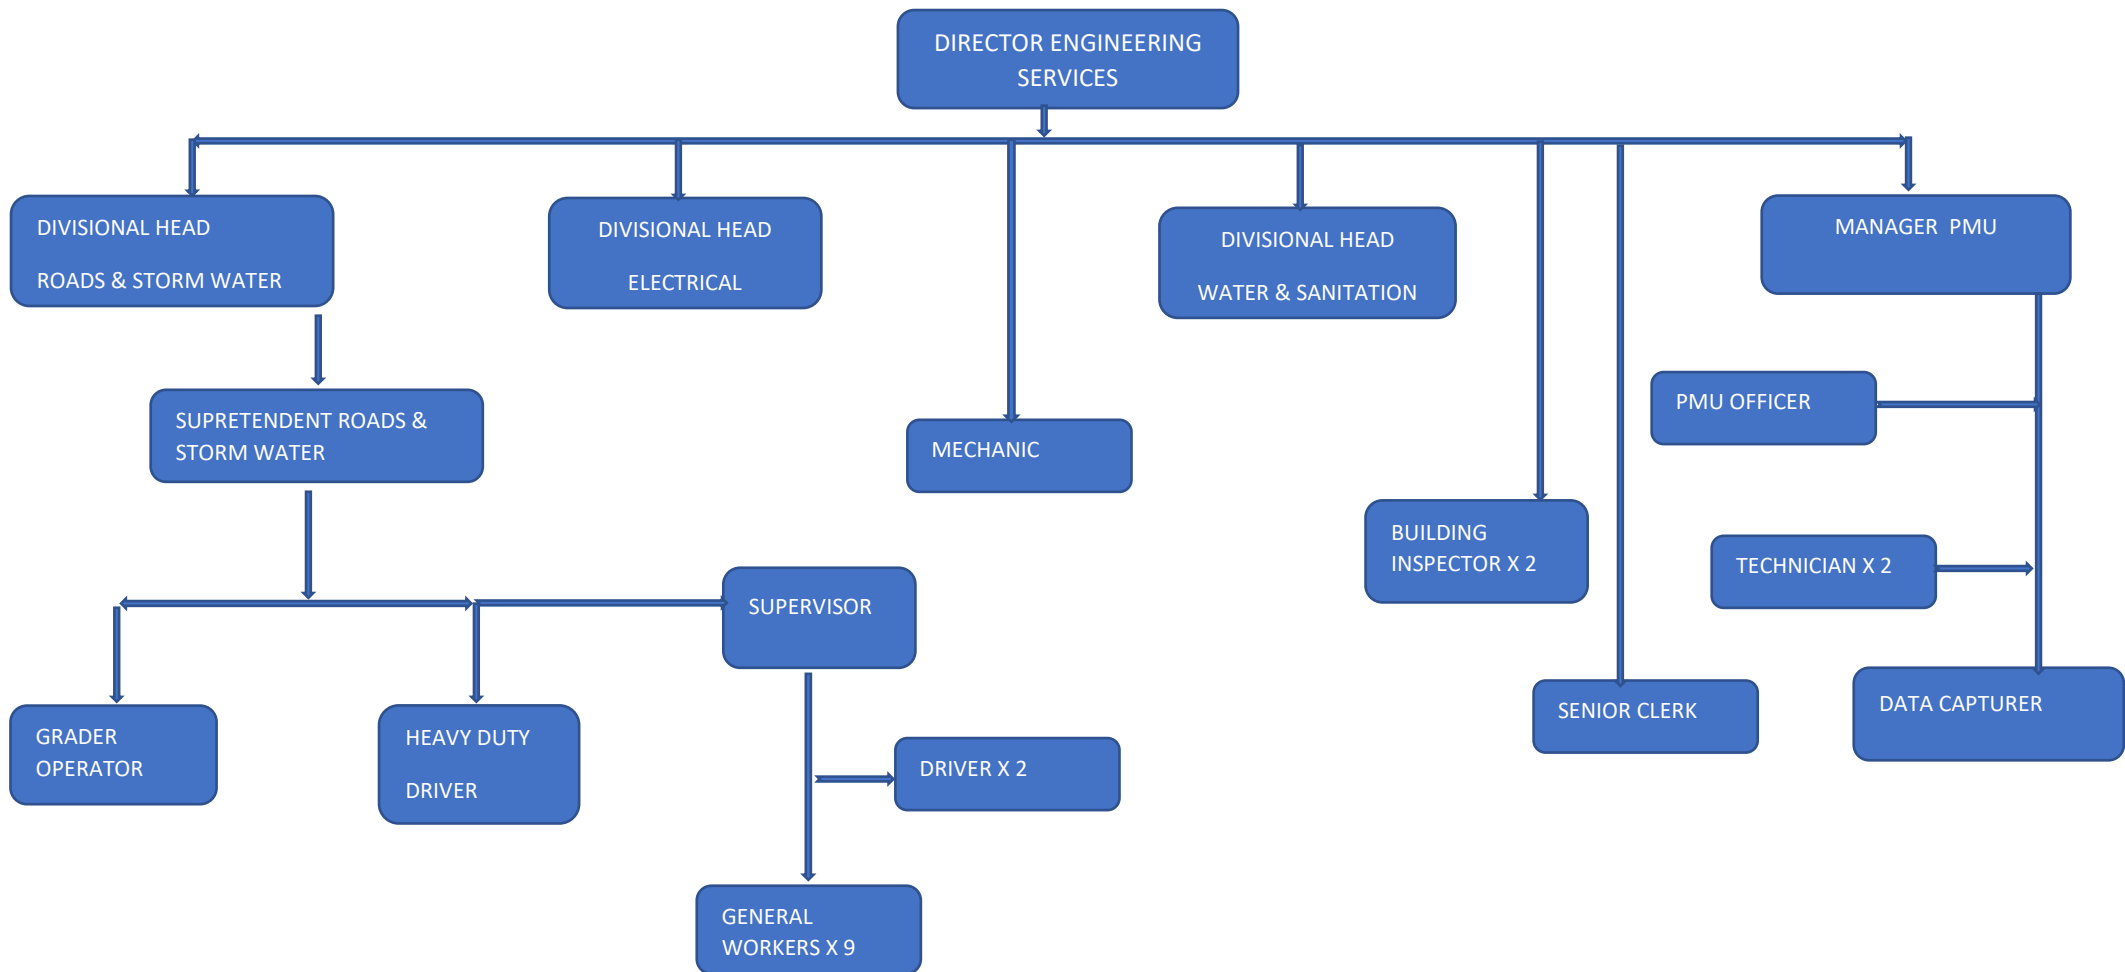 DIRECTOR ENGINEERING
SERVICES
DIVISIONAL HEAD
ROADS & STORM WATER
DIVISIONAL HEAD
ELECTRICAL
DIVISIONAL HEAD
WATER & SANITATION
MANAGER  PMU
SUPRETENDENT ROADS &
STORM WATER
MECHANIC
PMU OFFICER
BUILDING
INSPECTOR X 2
TECHNICIAN X 2
SUPERVISOR
GRADER
OPERATOR
HEAVY DUTY
DRIVER
DRIVER X 2
SENIOR CLERK
DATA CAPTURER
GENERAL
WORKERS X 9